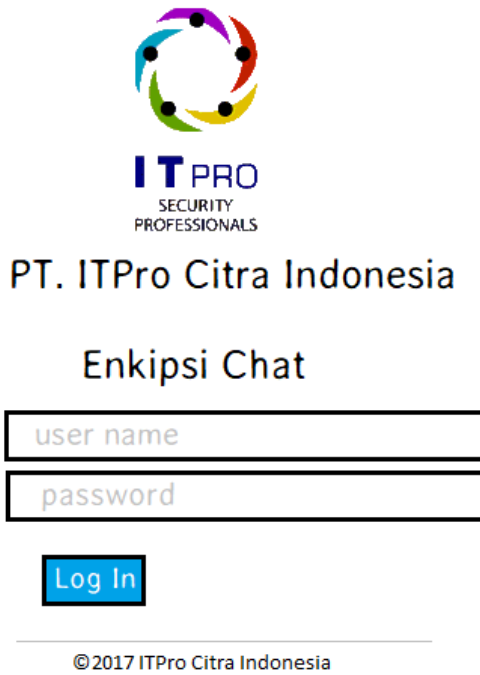 IT PRO
SECURITY
PROFESSIONALS
PT. ITPro Citra Indonesia
Enkipsi Chat
user name
password
Log In
©2017 ITPro Citra Indonesia